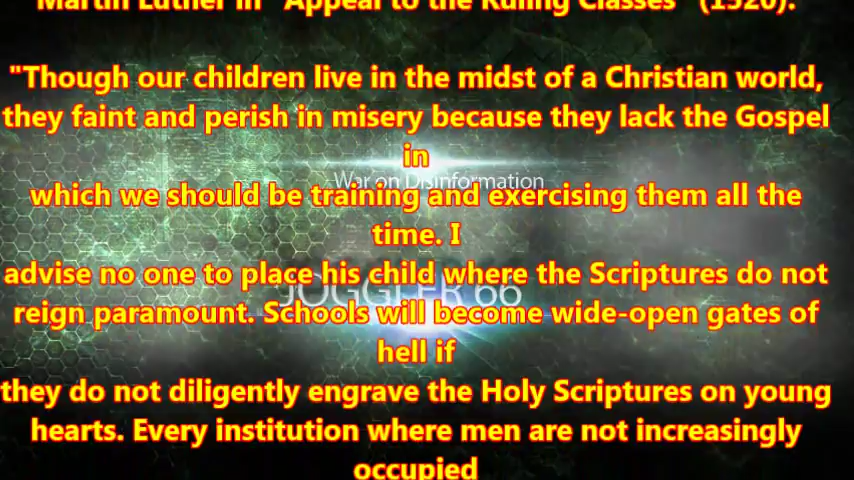 Martin Luther in "Appeal to the Ruling Classes" (1520):
"Though our children live in the midst of a Christian world,
they faint and perish in misery because they lack the Gospel
in
War on Disinformation
which we should be training and exercising them all the
time. I
advise no one to place his child where the Scriptures do not
JOGGLER 66
reign paramount. Schools will become wide-open gates of
hell if
they do not diligently engrave the Holy Scriptures on young
hearts. Every institution where men are not increasingly
occupied